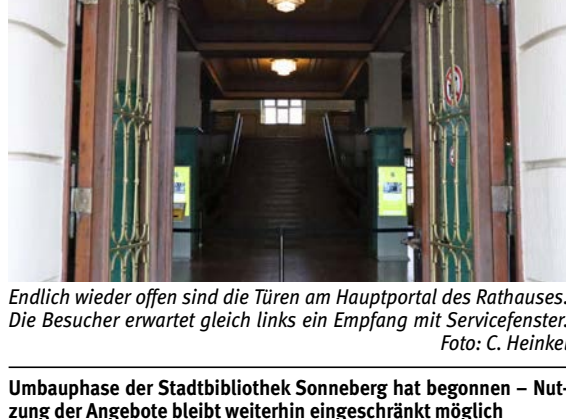 Endlich wieder offen sind die Türen am Hauptportal des Rathauses.
Die Besucher erwartet gleich links ein Empfang mit Servicefenster.
Foto: C. Heinkel
Umbauphase der Stadtbibliothek Sonneberg hat begonnen – Nut-
zung der Angebote bleibt weiterhin eingeschränkt möglich